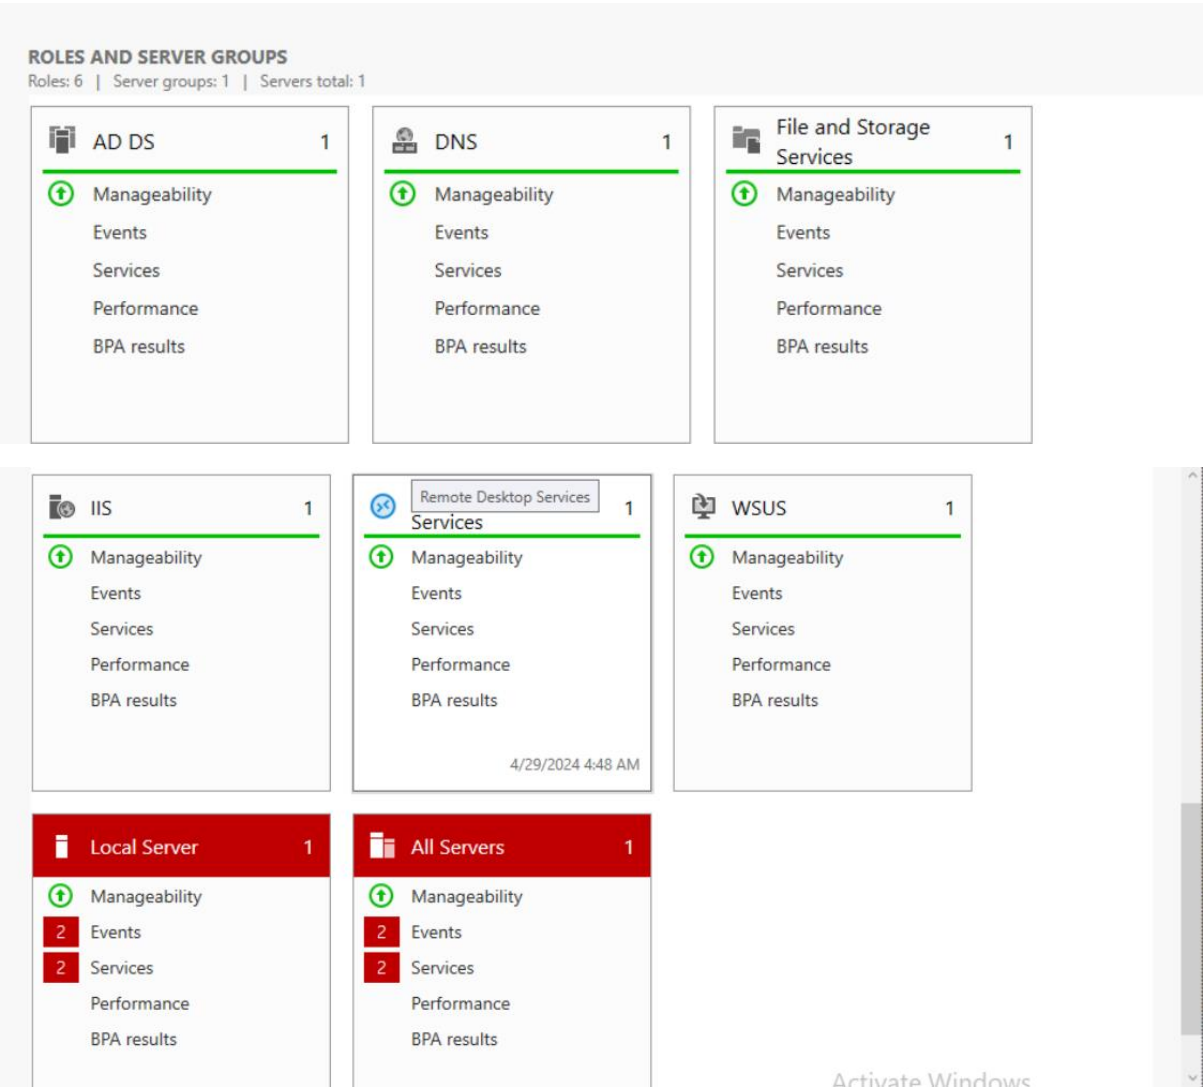 ROLES AND SERVER GROUPS
Roles: 6 | Server groups: 1 | Servers total: 1
AD DS 1
Manageability
Events
Services
Performance
BPA results
DNS 1
Manageability
Events
Services
Performance
BPA results
File and Storage
Services 1
Manageability
Events
Services
Performance
BPA results
IIS 1
Manageability
Events
Services
Performance
BPA results
Remote Desktop Services
Services 1
Manageability
Events
Services
Performance
BPA results
4/29/2024 4:48 AM
WSUS 1
Manageability
Events
Services
Performance
BPA results
Local Server 1
Manageability
2 Events
2 Services
Performance
BPA results
All Servers 1
Manageability
2 Events
2 Services
Performance
BPA results
Activate Windows